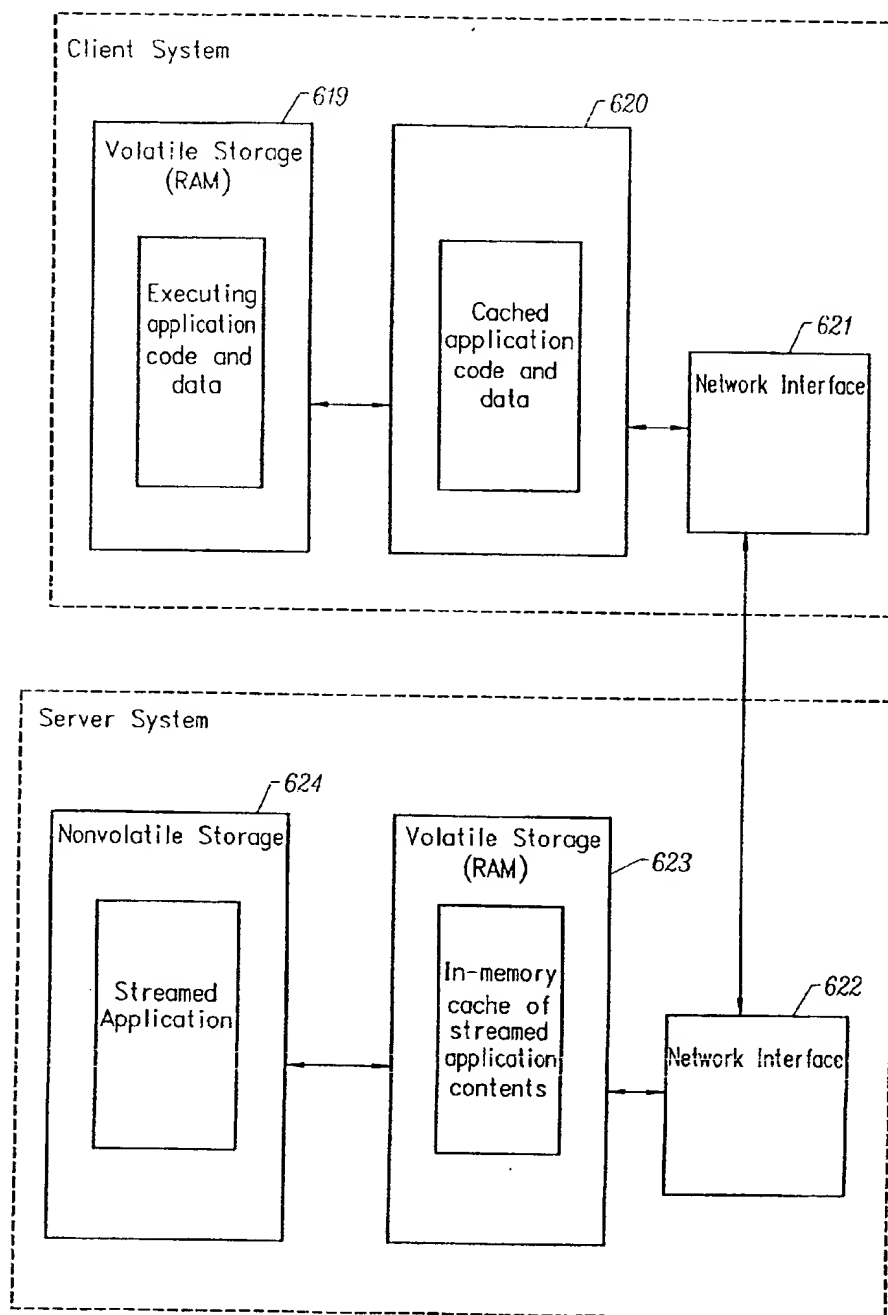 Client System
619
620
Volatile Storage
(RAM)
Executing
application
code and
data
Cached
application
code and
data
621
Network Interface
Server System
624
Nonvolatile Storage
Streamed
Application
Volatile Storage
(RAM)
623
In-memory
cache of
streamed
application
contents
622
Network Interface